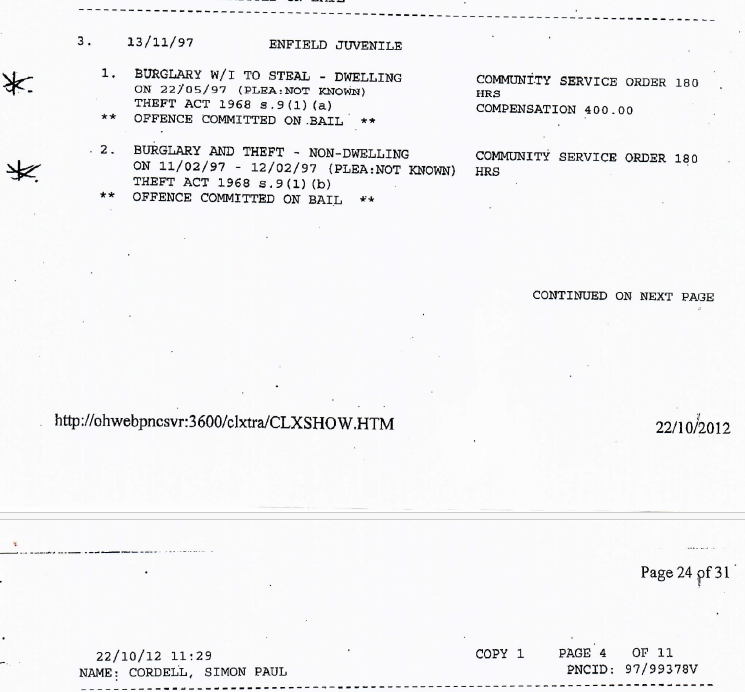 3. 13/11/97 ENFIELD JUVENILE
1. BURGLARY W/I TO STEAL - DWELLING COMMUNITY SERVICE ORDER 180
ON 22/05/97 (PLEA:NOT KNOWN) HRS
THEFT ACT 1968 s.9(1)(a) COMPENSATION 400.00
** OFFENCE COMMITTED ON BAIL **
2. BURGLARY AND THEFT - NON-DWELLING COMMUNITY SERVICE ORDER 180
ON 11/02/97 - 12/02/97 (PLEA:NOT KNOWN) HRS
THEFT ACT 1968 s.9(1)(b)
** OFFENCE COMMITTED ON BAIL **
CONTINUED ON NEXT PAGE
http://ohwebpncsvr:3600/clxtra/CLXSHOW.HTM 22/10/2012
Page 24 of 31
22/10/12 11:29 COPY 1 PAGE 4 OF 11
NAME: CORDELL, SIMON PAUL PNCID: 97/99378V